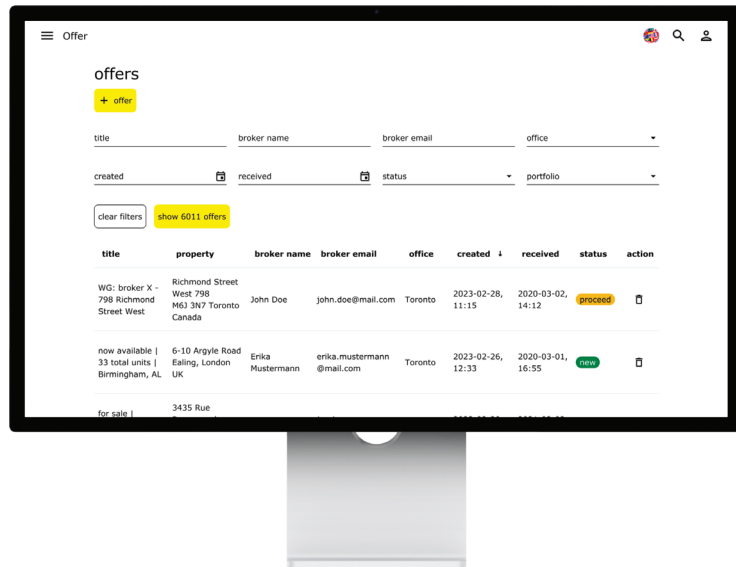 Offer
offers
+ offer
title broker name broker email office
created received status portfolio
clear filters show 6011 offers
title property broker name broker email office created ↓ received status action
WG: broker X -
798 Richmond
Street West
Richmond Street
West 798
M6J 3N7 Toronto
Canada
John Doe
john.doe@mail.com
Toronto
2023-02-28,
11:15
2020-03-02,
14:12
proceed
now available |
33 total units |
Birmingham, AL
6-10 Argyle Road
Ealing, London
UK
Erika
Mustermann
erika.mustermann
@mail.com
Toronto
2023-02-26,
12:33
2020-03-01,
16:55
new
for sale |
3435 Rue